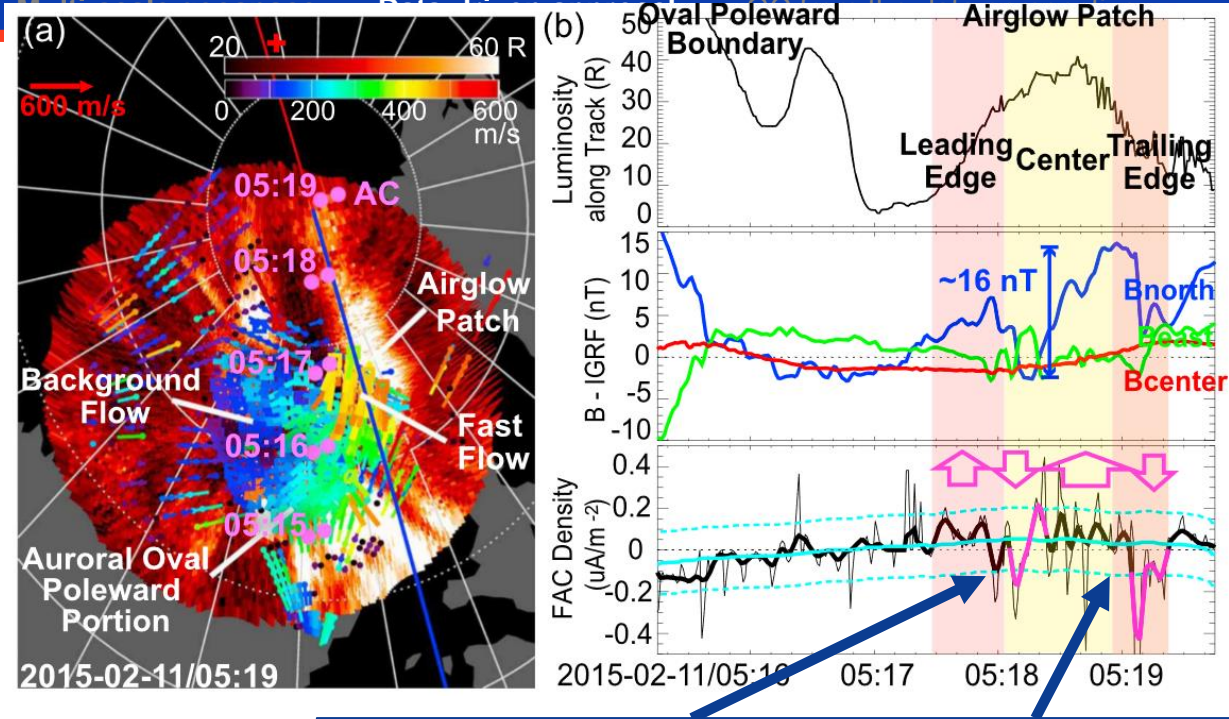 (a)
20
60 R
600 m/s
0
200
400
600
m/s
05:19
AC
05:18
Airglow
Patch
05:17
Background
Flow
Fast
Flow
05:16
05:15
Auroral Oval
Poleward
Portion
2015-02-11/05:19
(b)
Oval Poleward
Boundary
Airglow Patch
Luminosity
along Track (R)
50
40
30
20
10
0
Leading
Edge
Center
Trailing
Edge
B - IGRF (nT)
15
10
5
0
-5
-10
~16 nT
Bnorth
Bcenter
FAC Density
(uA/m⁻²)
0.4
0.2
0
-0.2
-0.4
2015-02-11/05:16
05:17
05:18
05:19